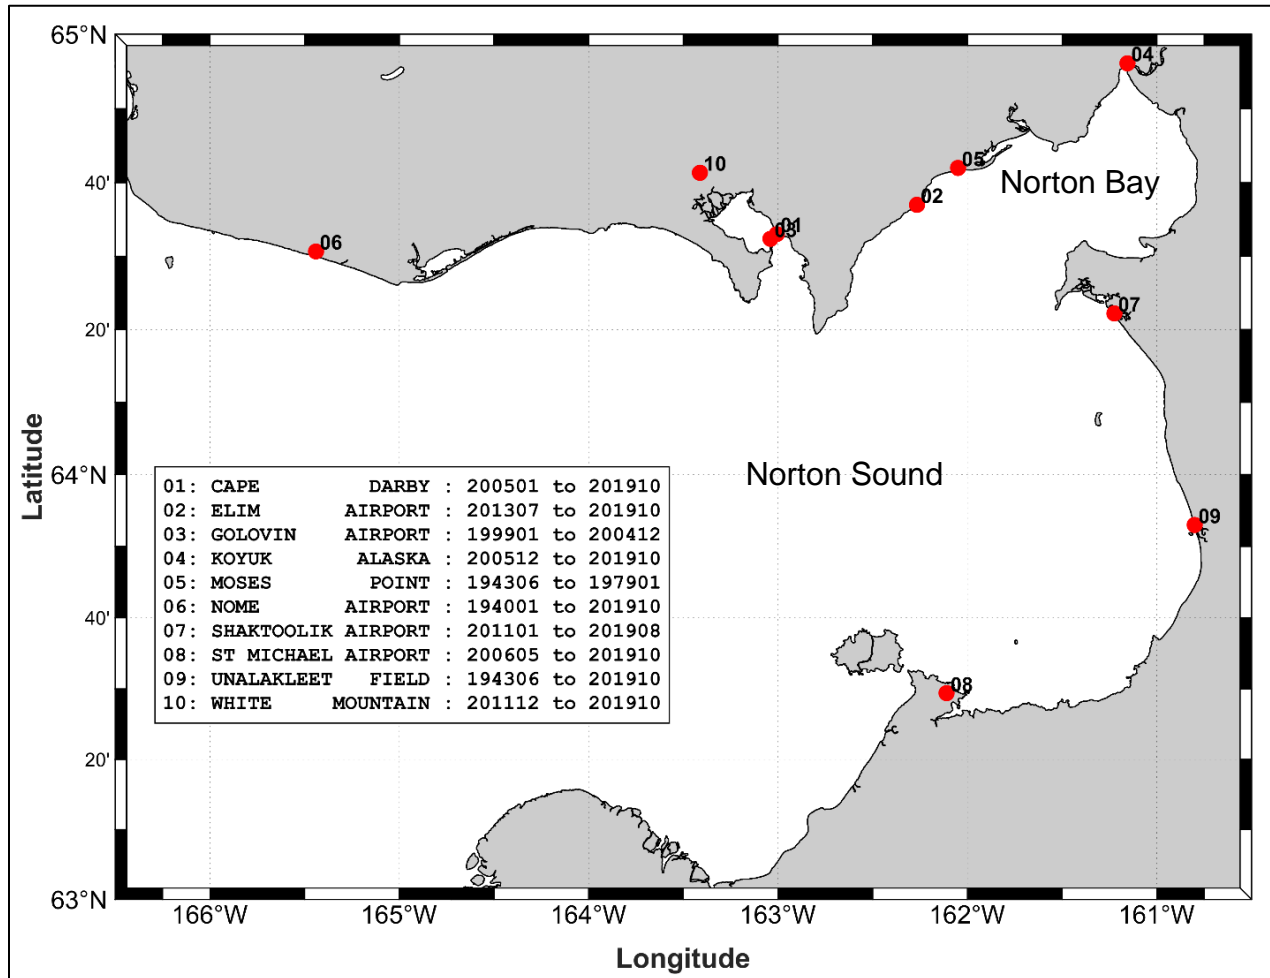 65°N
04
10
05
40'
Norton Bay
02
01
03
06
07
20'
Latitude
64°N
Norton Sound
01: CAPE DARBY : 200501 to 201910
02: ELIM AIRPORT : 201307 to 201910
03: GOLOVIN AIRPORT : 199901 to 200412
04: KOYUK ALASKA : 200512 to 201910
05: MOSES POINT : 194306 to 197901
06: NOME AIRPORT : 194001 to 201910
07: SHAKTOOLIK AIRPORT : 201101 to 201908
08: ST MICHAEL AIRPORT : 200605 to 201910
09: UNALAKLEET FIELD : 194306 to 201910
10: WHITE MOUNTAIN : 201112 to 201910
09
40'
08
20'
63°N
166°W 165°W 164°W 163°W 162°W 161°W
Longitude